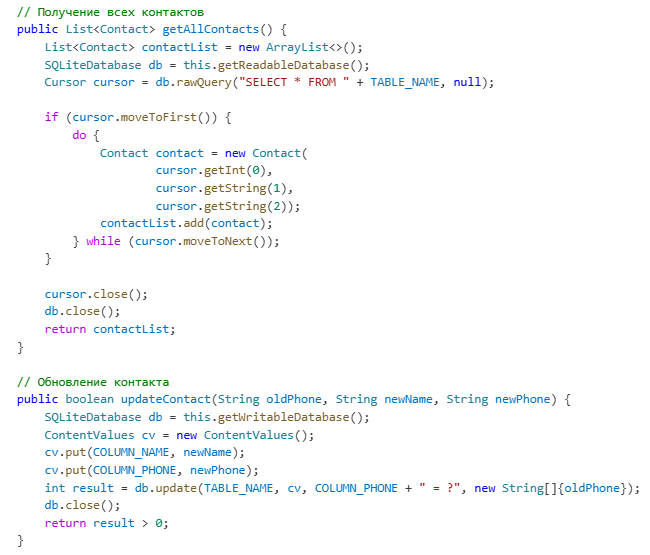 // Получение всех контактов
public List<Contact> getAllContacts() {
    List<Contact> contactList = new ArrayList<>();
    SQLiteDatabase db = this.getReadableDatabase();
    Cursor cursor = db.rawQuery("SELECT * FROM " + TABLE_NAME, null);

    if (cursor.moveToFirst()) {
        do {
            Contact contact = new Contact(
                    cursor.getInt(0),
                    cursor.getString(1),
                    cursor.getString(2));
            contactList.add(contact);
        } while (cursor.moveToNext());
    }

    cursor.close();
    db.close();
    return contactList;
}

// Обновление контакта
public boolean updateContact(String oldPhone, String newName, String newPhone) {
    SQLiteDatabase db = this.getWritableDatabase();
    ContentValues cv = new ContentValues();
    cv.put(COLUMN_NAME, newName);
    cv.put(COLUMN_PHONE, newPhone);
    int result = db.update(TABLE_NAME, cv, COLUMN_PHONE + " = ?", new String[]{oldPhone});
    db.close();
    return result > 0;
}